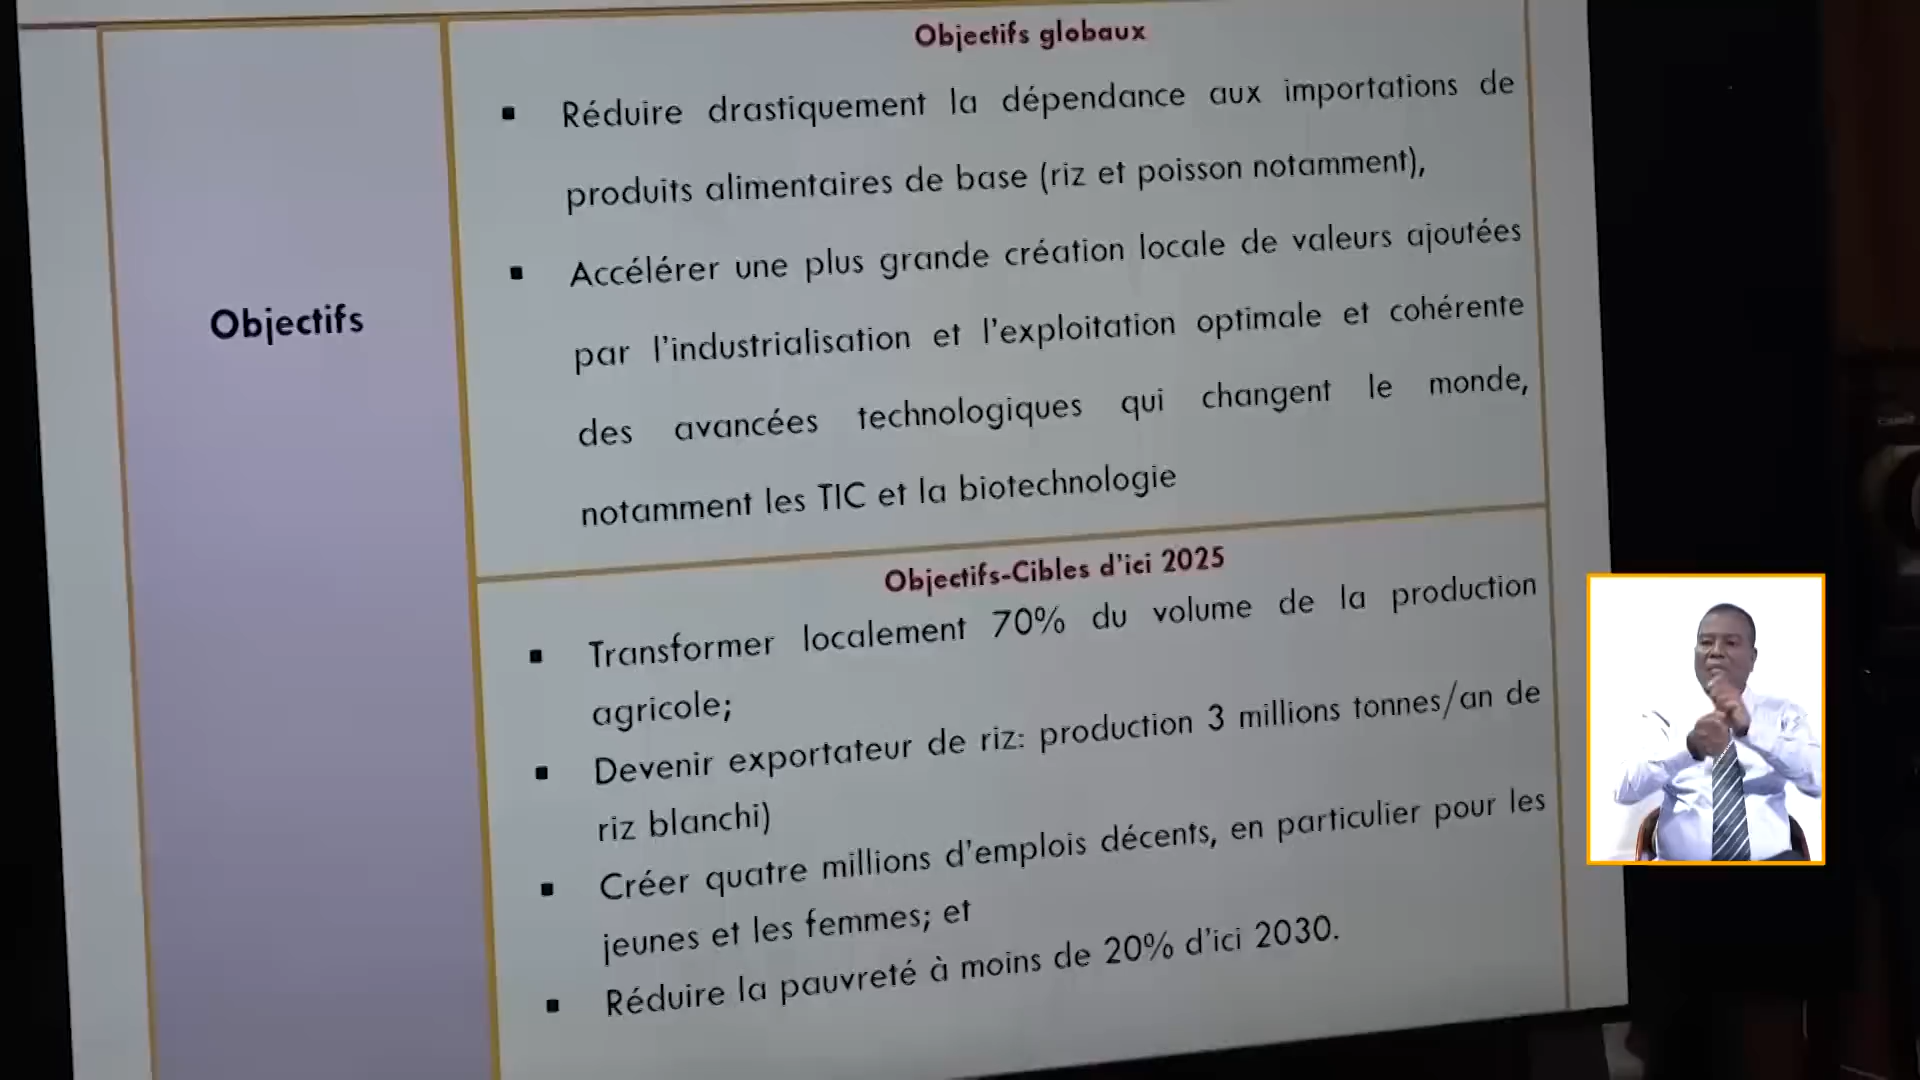 Objectifs globaux
Réduire drastiquement la dépendance aux importations de
produits alimentaires de base (riz et poisson notamment),
Accélérer une plus grande création locale de valeurs ajoutées
par l'industrialisation et l'exploitation optimale et cohérente
des avancées technologiques qui changent le monde,
notamment les TIC et la biotechnologie
Objectifs
Objectifs-Cibles d'ici 2025
Transformer localement 70% du volume de la production
agricole;
Devenir exportateur de riz: production 3 millions tonnes/an de
riz blanchi)
Créer quatre millions d'emplois décents, en particulier pour les
jeunes et les femmes; et
Réduire la pauvreté à moins de 20% d'ici 2030.